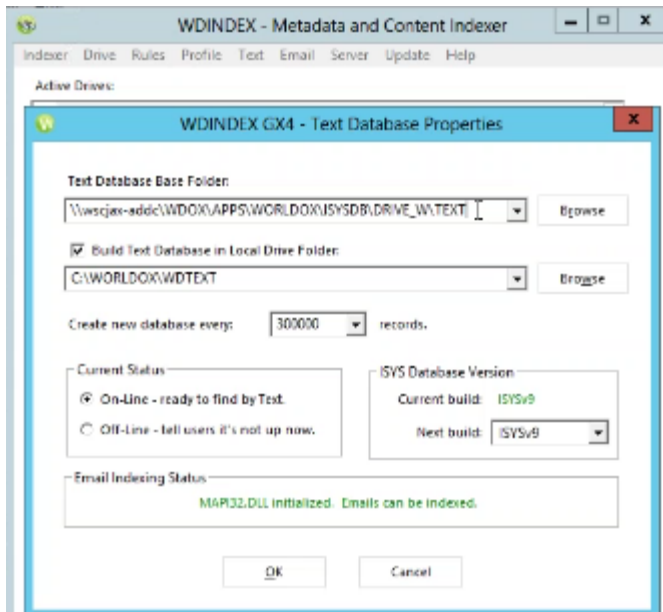 WDINDEX - Metadata and Content Indexer
Indexer Drive Rules Profile Text Email Server Update Help
Active Drives:
WDINDEX GX4 - Text Database Properties
Text Database Base Folder:
\\wscjax-addc\WDOX\APPS\WORLDOX\ISYSDB\DRIVE_W\TEXT
Browse
Build Text Database in Local Drive Folder:
C:\WORLDOX\WDTEXT
Browse
Create new database every: 300000 records.
Current Status
On-Line - ready to find by Text.
Off-Line - tell users it's not up now.
ISYS Database Version
Current build: ISYSv9
Next build: ISYSv9
Email Indexing Status
MAPI32.DLL initialized. Emails can be indexed.
OK
Cancel